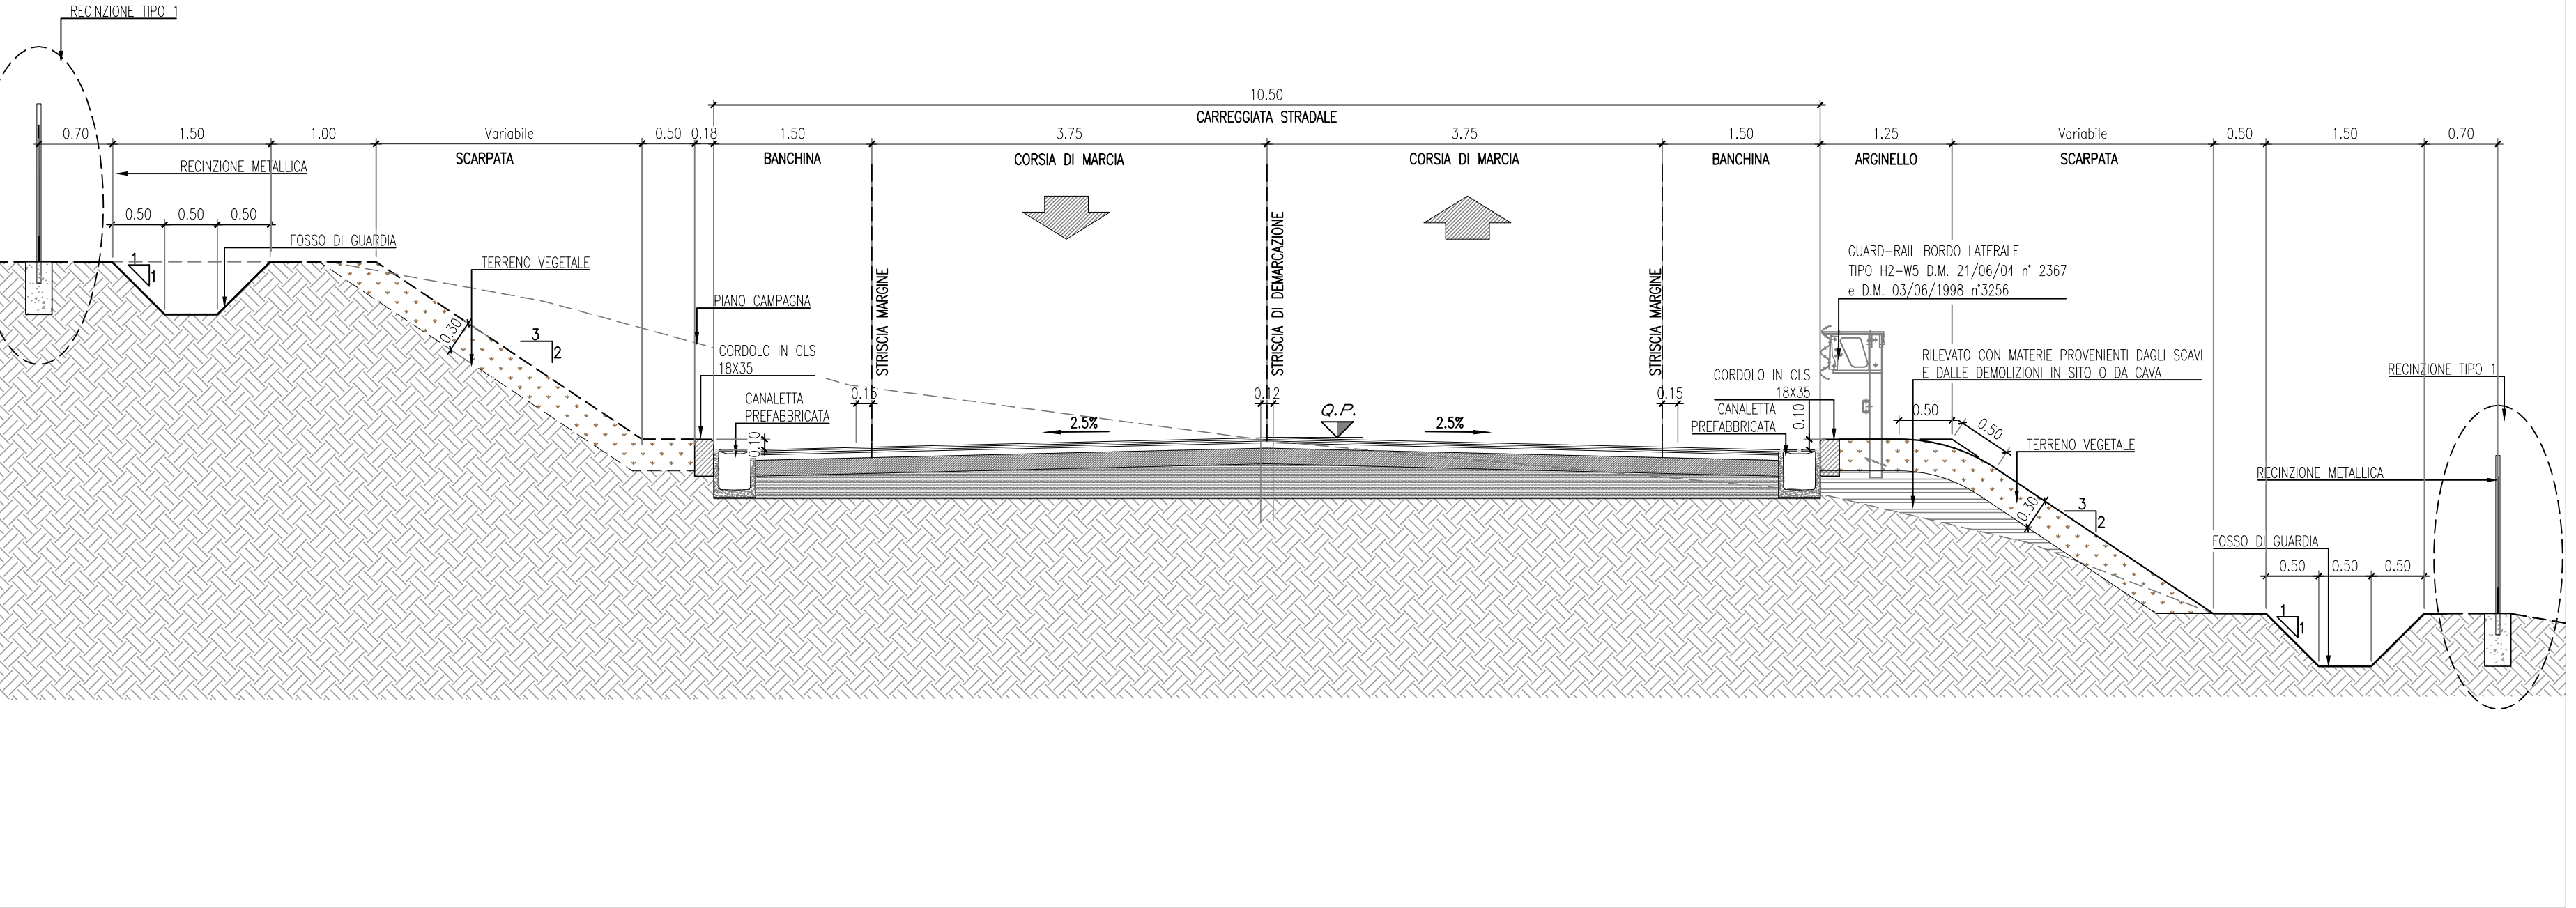 RECINZIONE TIPO 1
10.50
CARREGGIATA STRADALE
0.70 1.50 1.00 Variabile 0.50 0.18 1.50 3.75 3.75 1.50 1.25 Variabile 0.50 1.50 0.70
SCARPATA BANCHINA CORSIA DI MARCIA CORSIA DI MARCIA BANCHINA ARGINELLO SCARPATA
RECINZIONE METALLICA
0.50 0.50 0.50
FOSSO DI GUARDIA
1
1
TERRENO VEGETALE
0.30
3
2
PIANO CAMPAGNA
CORDOLO IN CLS
18X35
CANALETTA
PREFABBRICATA
0.10
STRISCIA MARGINE
0.15
2.5%
STRISCIA DI DEMARCAZIONE
0.12
Q.P.
2.5%
STRISCIA MARGINE
0.15
CORDOLO IN CLS
18X35
CANALETTA
PREFABBRICATA
0.10
GUARD-RAIL BORDO LATERALE
TIPO H2-W5 D.M. 21/06/04 n° 2367
e D.M. 03/06/1998 n°3256
RILEVATO CON MATERIE PROVENIENTI DAGLI SCAVI
E DALLE DEMOLIZIONI IN SITO O DA CAVA
0.50
0.50
TERRENO VEGETALE
0.30
3
2
RECINZIONE TIPO 1
RECINZIONE METALLICA
FOSSO DI GUARDIA
0.50 0.50 0.50
1
1